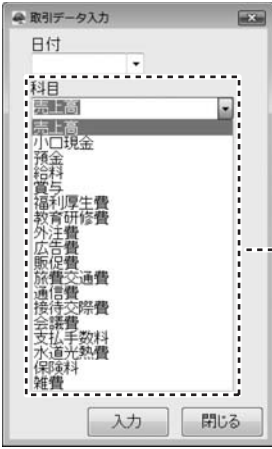 取引データ入力
日付
科目
売上高
売上高
小口現金
預金
給料
賞与
福利厚生費
教育研修費
外注費
広告費
販促費
旅費交通費
通信費
接待交際費
会議費
支払手数料
水道光熱費
保険料
雑費
入力
閉じる